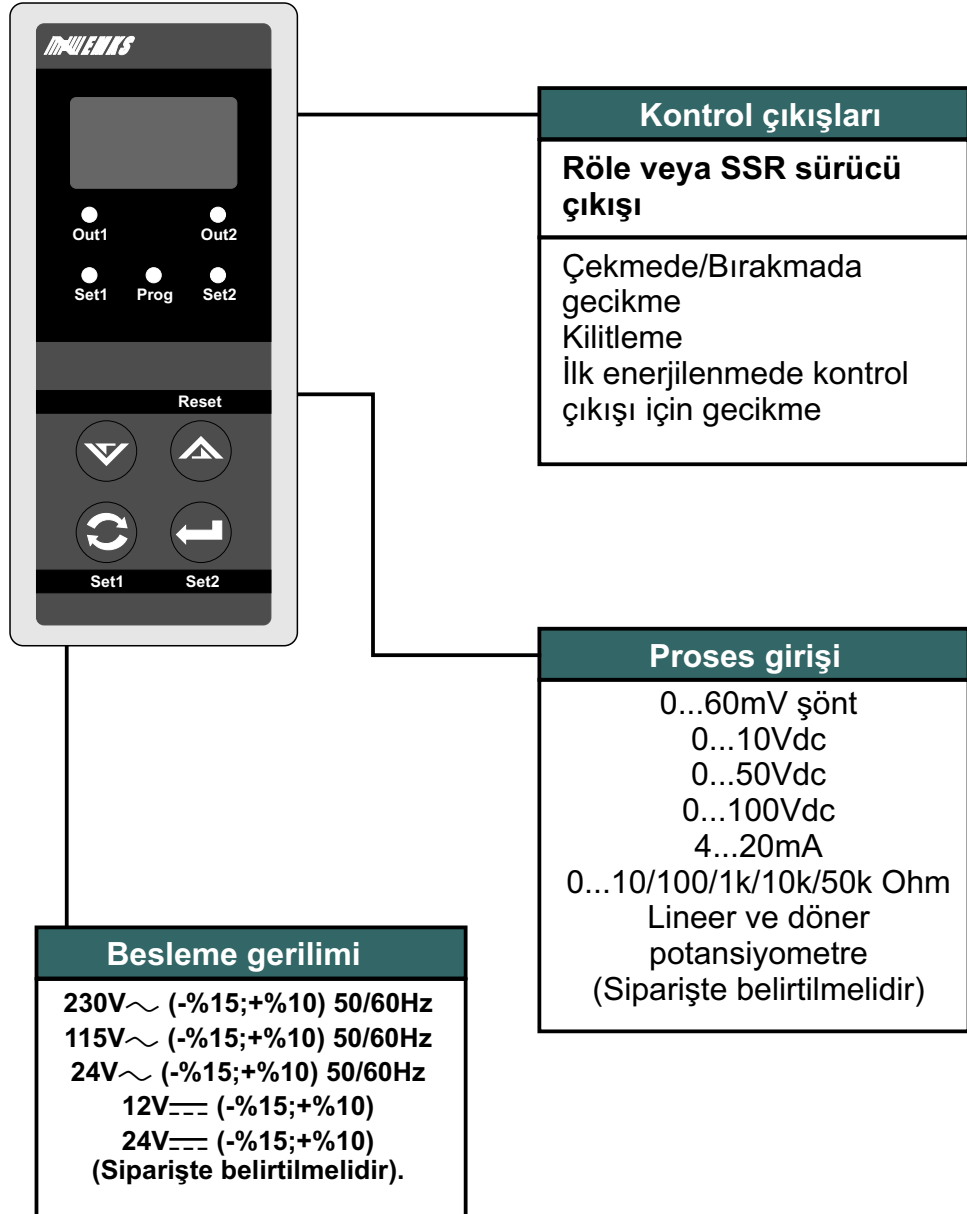 Out1 Out2
Set1 Prog Set2
Reset
Set1 Set2
Kontrol çıkışları
Röle veya SSR sürücü
çıkışı
Çekmede/Bırakmada
gecikme
Kilitleme
İlk enerjilenmede kontrol
çıkışı için gecikme
Proses girişi
0...60mV şönt
0...10Vdc
0...50Vdc
0...100Vdc
4...20mA
0...10/100/1k/10k/50k Ohm
Lineer ve döner
potansiyometre
(Siparişte belirtilmelidir)
Besleme gerilimi
230V～ (-%15;+%10) 50/60Hz
115V～ (-%15;+%10) 50/60Hz
24V～ (-%15;+%10) 50/60Hz
12V⎓ (-%15;+%10)
24V⎓ (-%15;+%10)
(Siparişte belirtilmelidir).